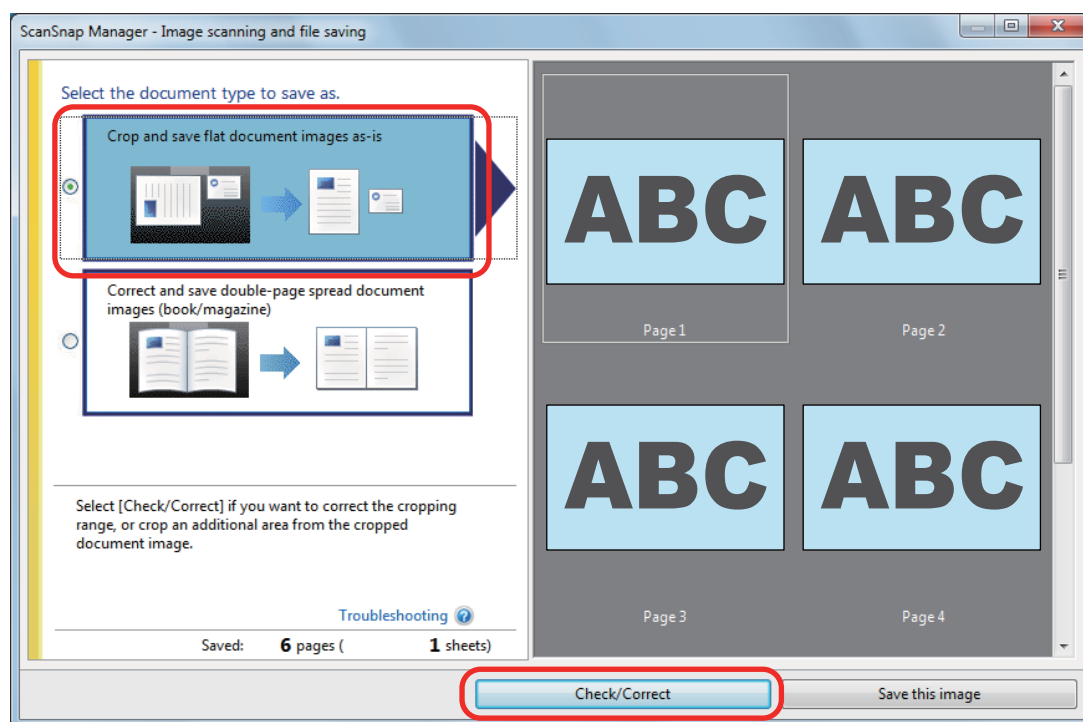 ScanSnap Manager - Image scanning and file saving
Select the document type to save as.
Crop and save flat document images as-is
Correct and save double-page spread document
images (book/magazine)
Select [Check/Correct] if you want to correct the cropping
range, or crop an additional area from the cropped
document image.
Troubleshooting
Saved: 6 pages ( 1 sheets)
ABC
ABC
Page 1
Page 2
ABC
ABC
Page 3
Page 4
Check/Correct
Save this image